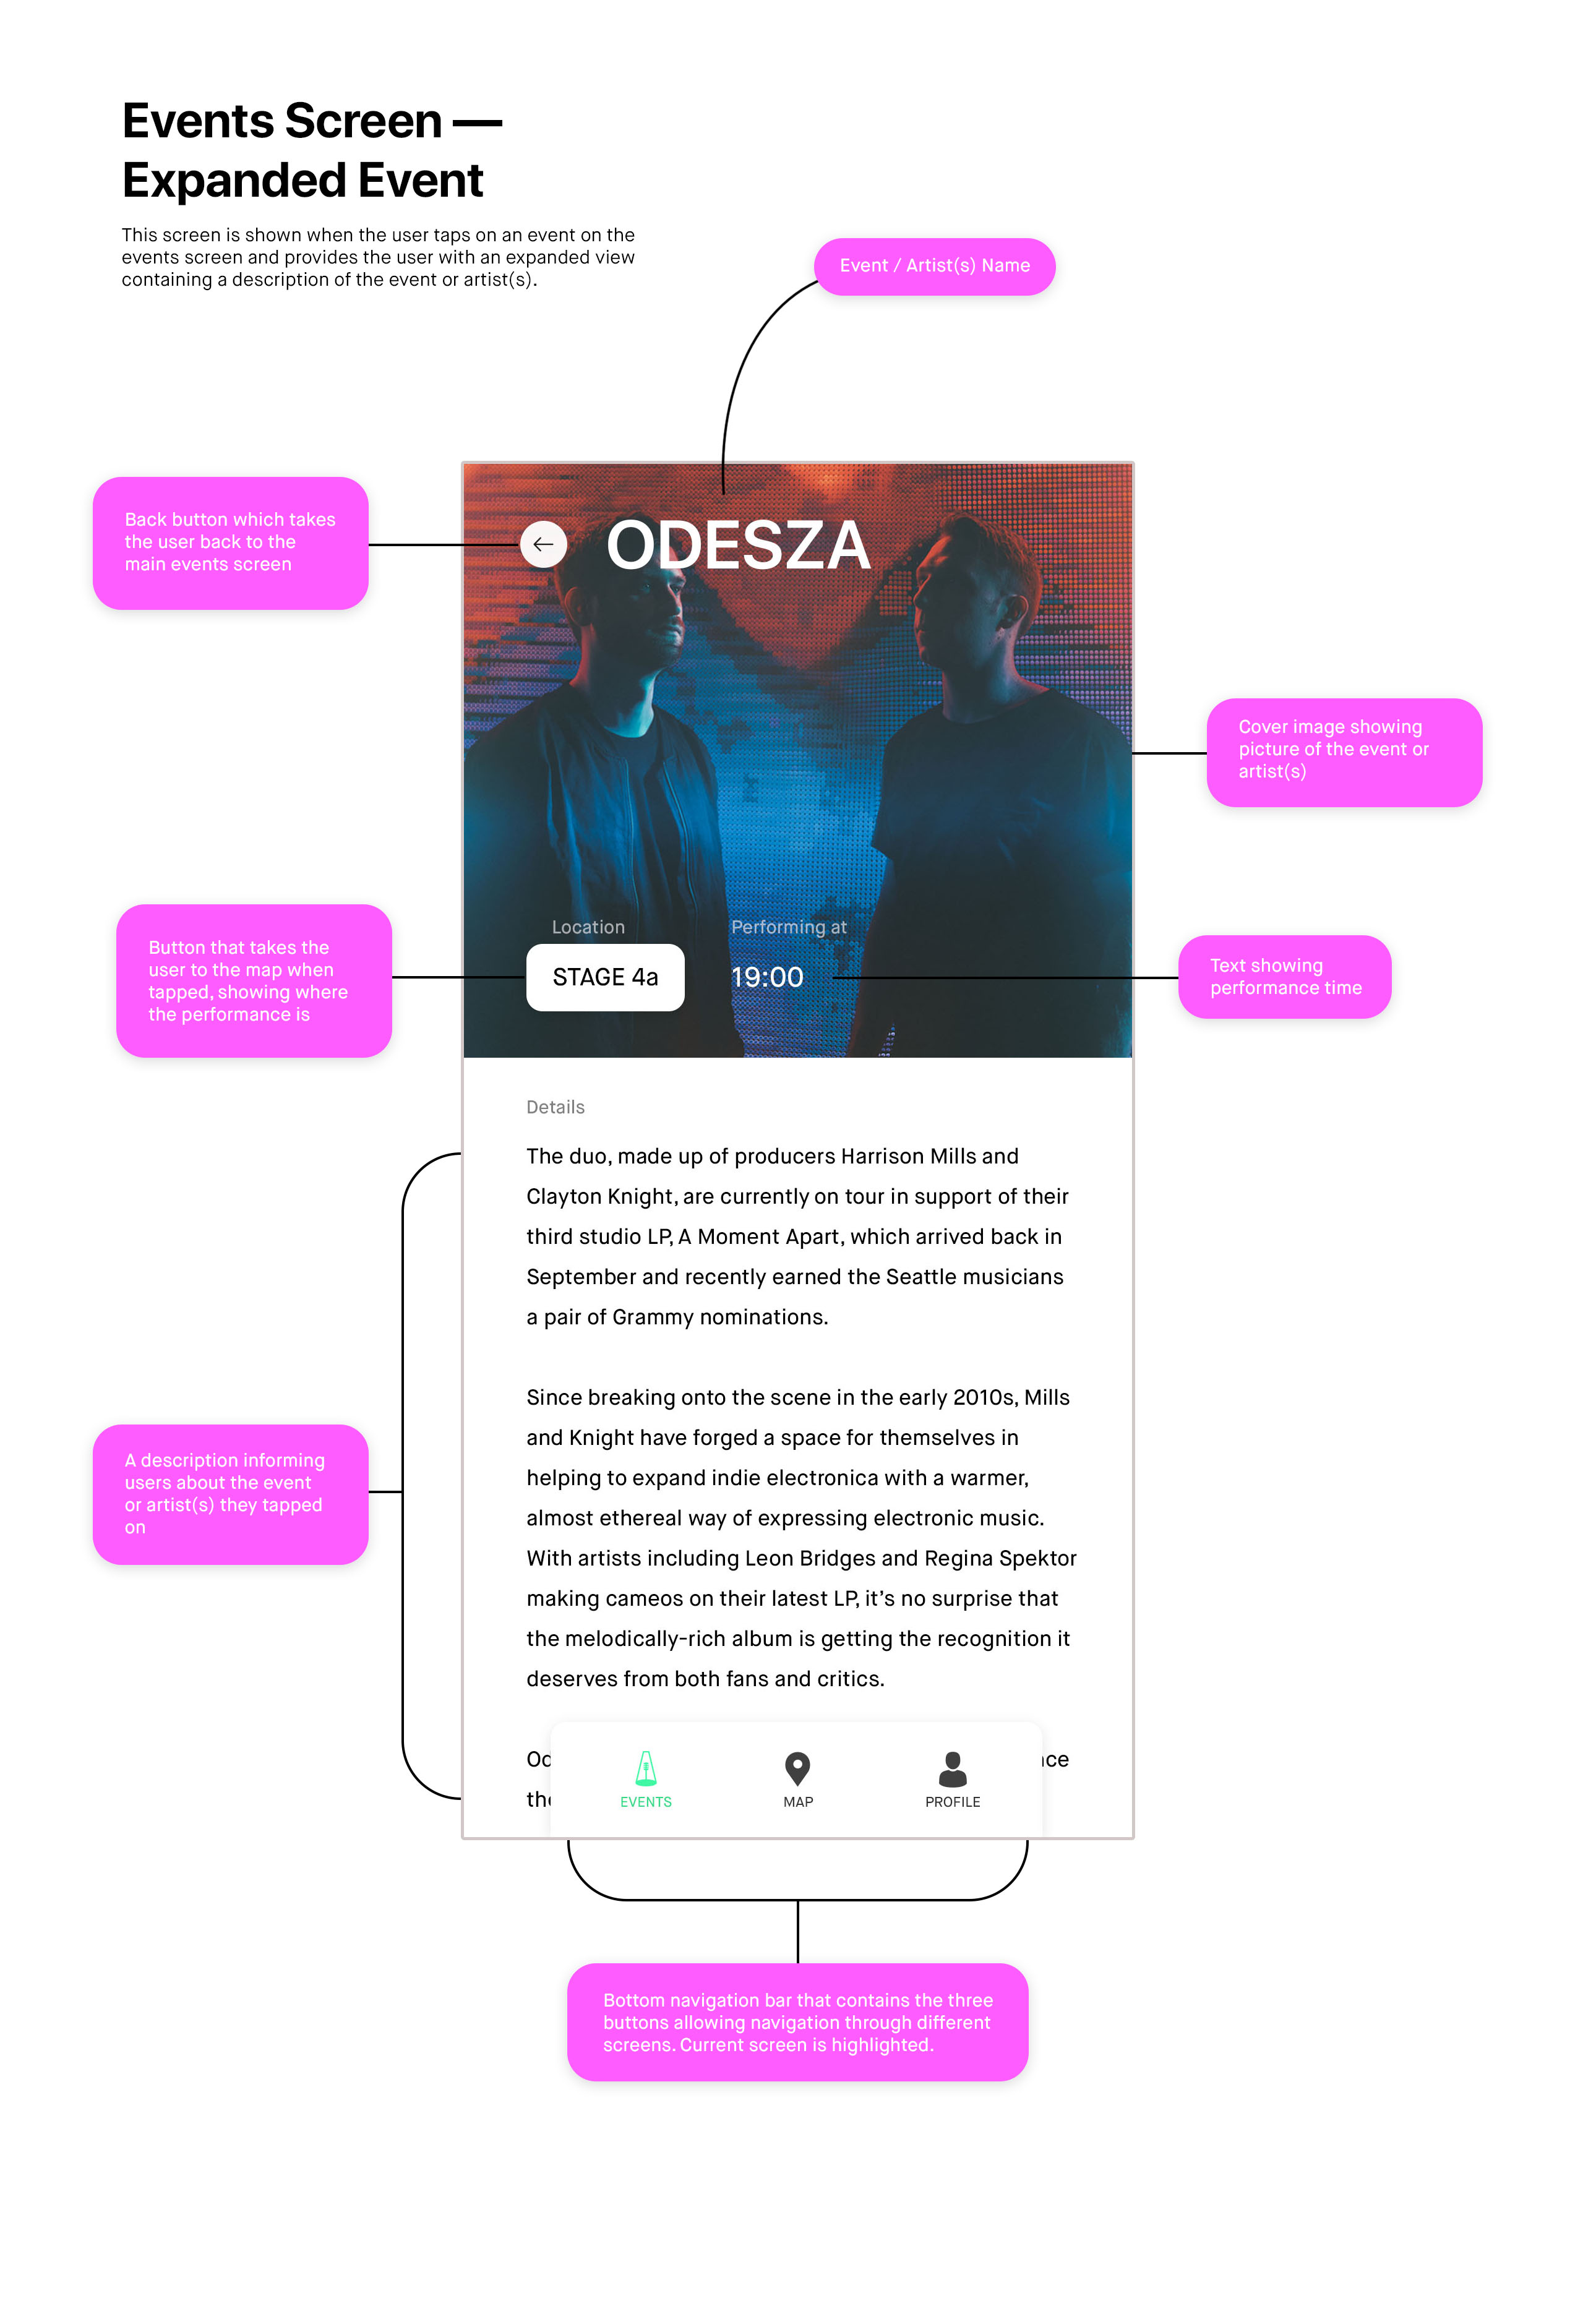 Events Screen —
Expanded Event
This screen is shown when the user taps on an event on the
events screen and provides the user with an expanded view
containing a description of the event or artist(s).
Event / Artist(s) Name
Back button which takes
the user back to the
main events screen
ODESZA
Cover image showing
picture of the event or
artist(s)
Button that takes the
user to the map when
tapped, showing where
the performance is
Location
STAGE 4a
Performing at
19:00
Text showing
performance time
Details
The duo, made up of producers Harrison Mills and
Clayton Knight, are currently on tour in support of their
third studio LP, A Moment Apart, which arrived back in
September and recently earned the Seattle musicians
a pair of Grammy nominations.
Since breaking onto the scene in the early 2010s, Mills
and Knight have forged a space for themselves in
helping to expand indie electronica with a warmer,
almost ethereal way of expressing electronic music.
With artists including Leon Bridges and Regina Spektor
making cameos on their latest LP, it’s no surprise that
the melodically-rich album is getting the recognition it
deserves from both fans and critics.
A description informing
users about the event
or artist(s) they tapped
on
EVENTS
MAP
PROFILE
Bottom navigation bar that contains the three
buttons allowing navigation through different
screens. Current screen is highlighted.